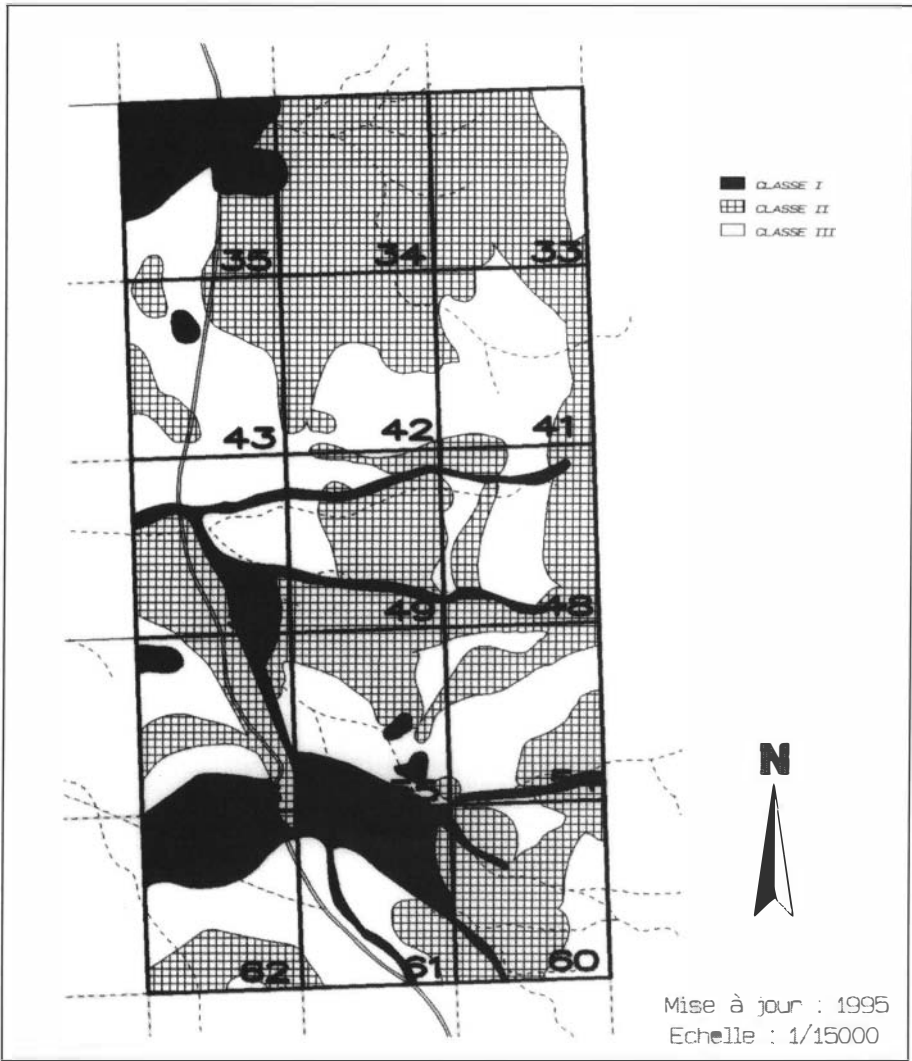 CLASSE I
CLASSE II
CLASSE III
35
34
33
43
42
41
49
48
62
61
60
N
Mise à jour : 1995
Echelle : 1/15000